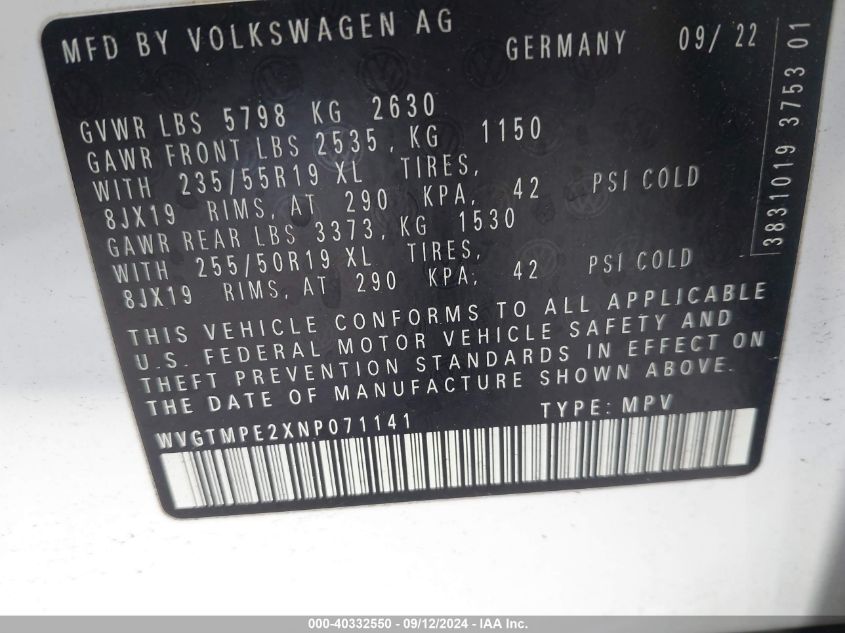 MFD BY VOLKSWAGEN AG GERMANY 09/ 22
GVWR LBS 5798 KG 2630
GAWR FRONT LBS 2535, KG 1150
WITH 235/55R19 XL TIRES,
8JX19 RIMS, AT 290 KPA, 42 PSI COLD
GAWR REAR LBS 3373, KG 1530
WITH 255/50R19 XL TIRES,
8JX19 RIMS, AT 290 KPA, 42 PSI COLD
THIS VEHICLE CONFORMS TO ALL APPLICABLE
U.S. FEDERAL MOTOR VEHICLE SAFETY AND
THEFT PREVENTION STANDARDS IN EFFECT ON
THE DATE OF MANUFACTURE SHOWN ABOVE.
WVGTMPE2XNP071141 TYPE: MPV
3831019 3753 01
000-40332550 - 09/12/2024 - IAAI Inc.